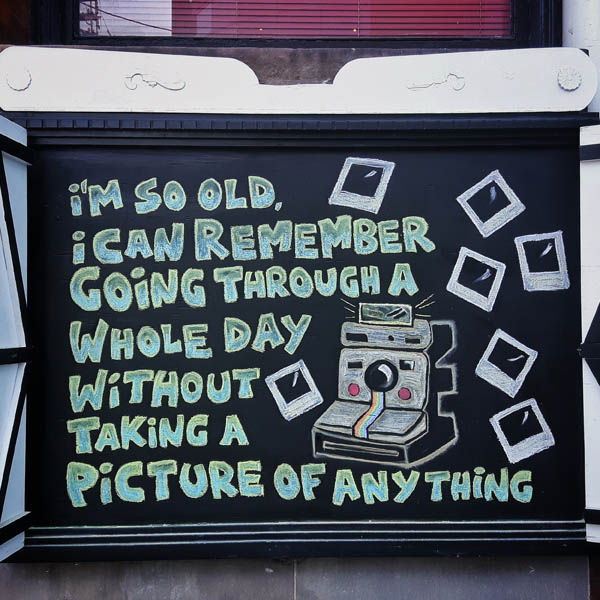 i'M SO OLD,
i CAN REMEMBER
GOiNG THROUGH A
WHOLE DAY
WiTHOUT
TAKiNG A
PiCTURE OF ANYTHiNG